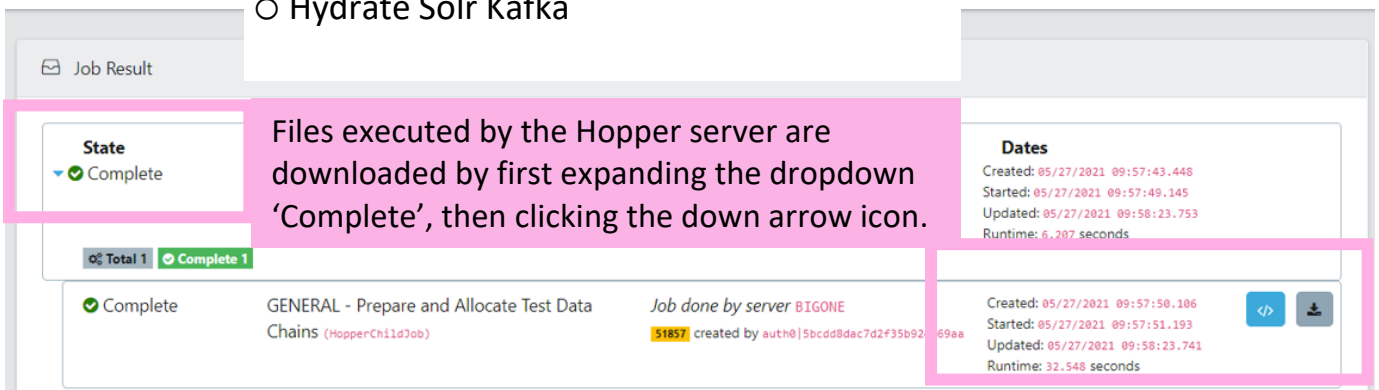 O Hydrate Solr Kafka
Job Result
Files executed by the Hopper server are
downloaded by first expanding the dropdown
‘Complete’, then clicking the down arrow icon.
State
Complete
Dates
Created: 05/27/2021 09:57:43.448
Started: 05/27/2021 09:57:49.145
Updated: 05/27/2021 09:58:23.753
Runtime: 6.207 seconds
Total 1 Complete 1
Complete
GENERAL - Prepare and Allocate Test Data
Chains (HopperChildJob)
Job done by server BIGONE
51857 created by
Created: 05/27/2021 09:57:50.106
Started: 05/27/2021 09:57:51.193
Updated: 05/27/2021 09:58:23.741
Runtime: 32.548 seconds